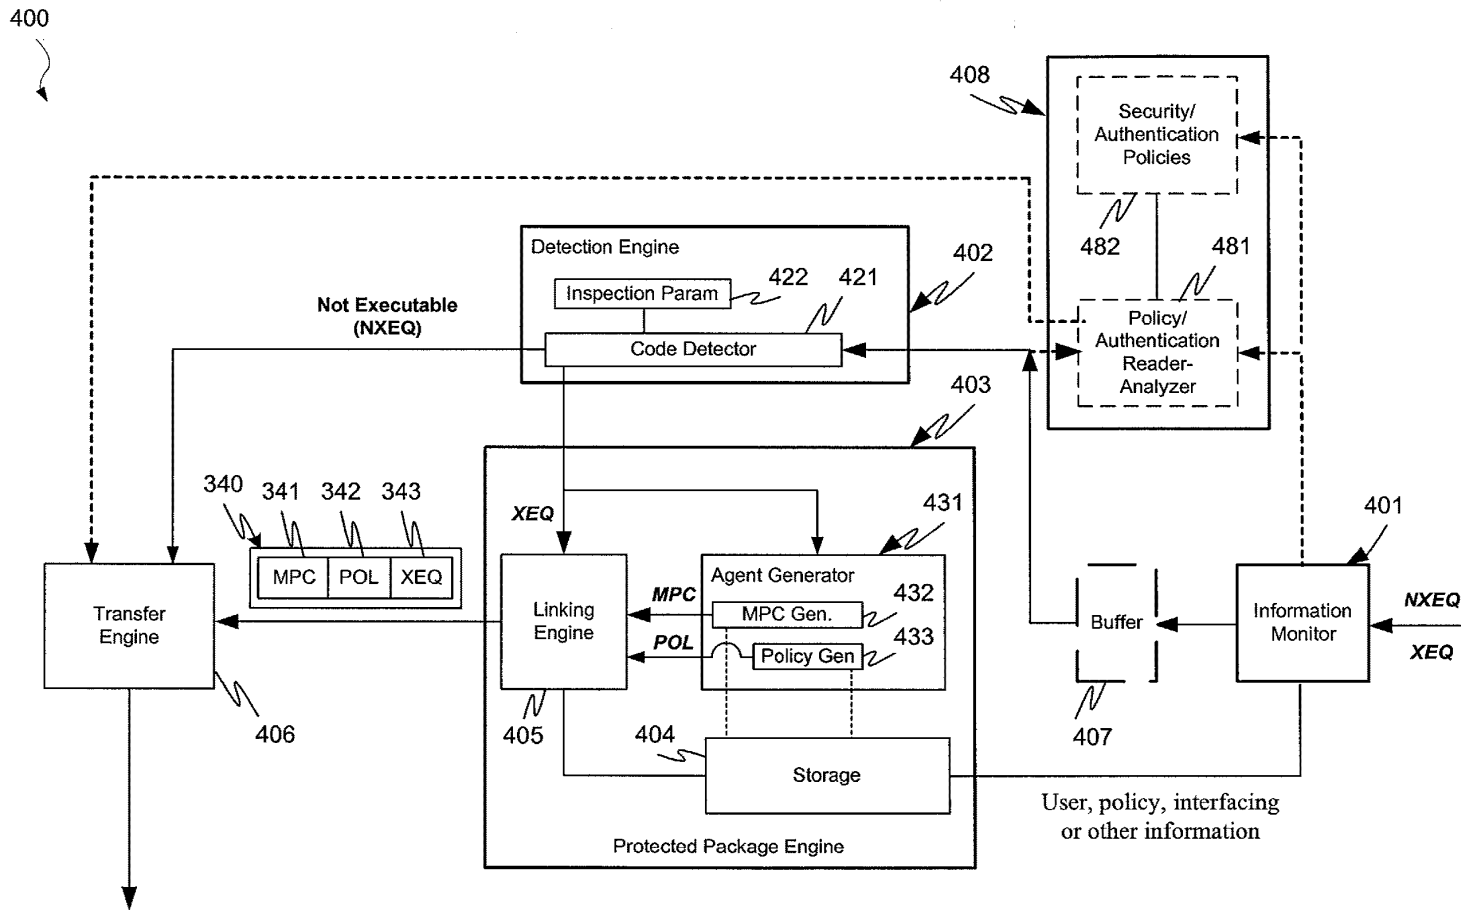 400
408
Security/
Authentication
Policies
482
481
Policy/
Authentication
Reader-
Analyzer
Detection Engine
402
Inspection Param
422
421
Code Detector
Not Executable
(NXEQ)
403
340
341
342
343
MPC
POL
XEQ
XEQ
431
Agent Generator
MPC
MPC Gen.
432
POL
Policy Gen
433
Linking
Engine
405
404
Storage
Protected Package Engine
Transfer
Engine
406
Buffer
407
401
Information
Monitor
NXEQ
XEQ
User, policy, interfacing
or other information